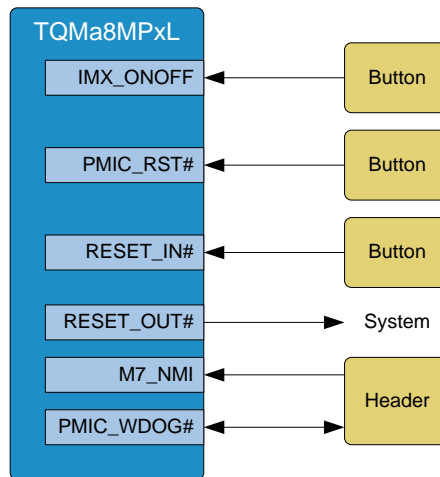 TQMa8MPxL
IMX_ONOFF
Button
PMIC_RST#
Button
RESET_IN#
Button
RESET_OUT#
System
M7_NMI
Header
PMIC_WDOG#